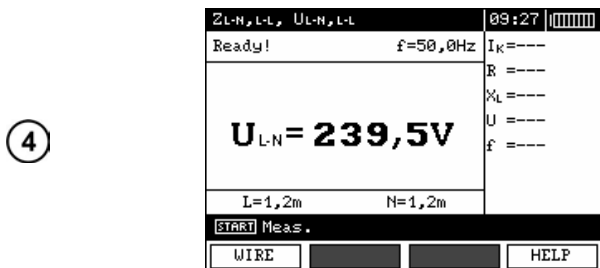 ZL-N,L-L, UL-N,L-L 09:27
Ready! f=50,0Hz
IK=---
R =---
XL=---
U =---
f =---
4
UL-N= 239,5V
L=1,2m N=1,2m
START Meas.
WIRE HELP